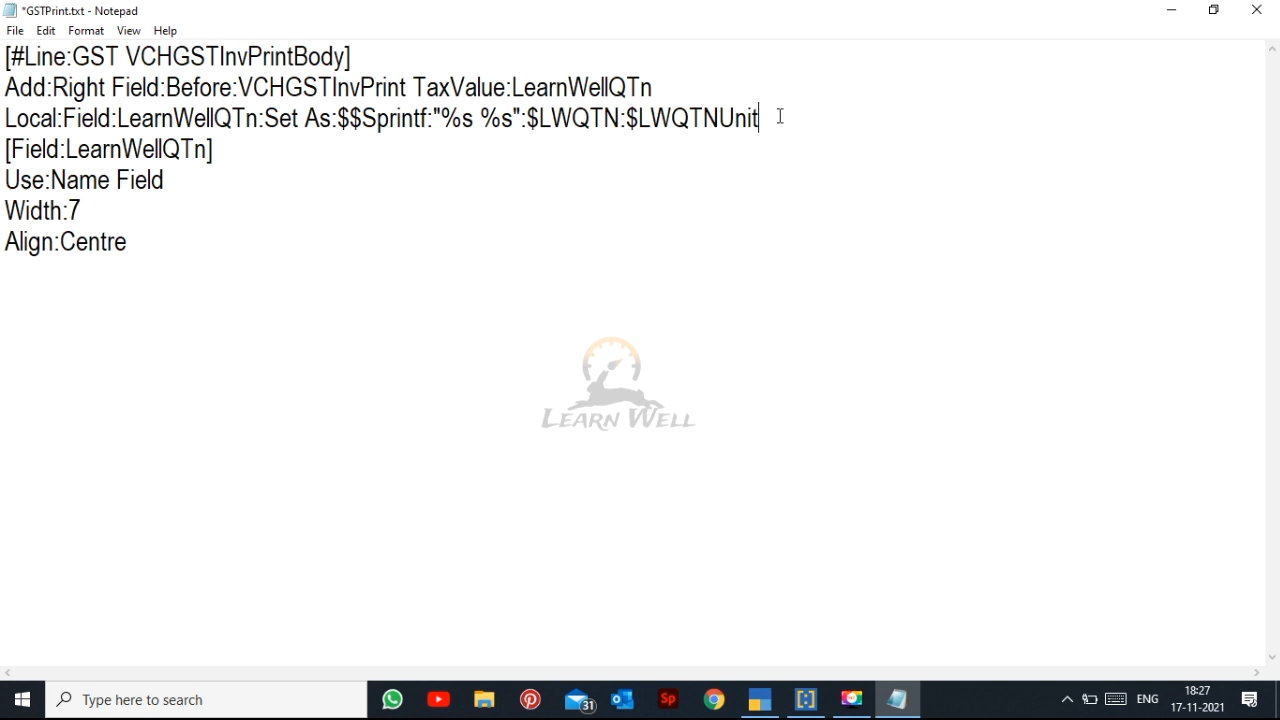 *GSTPrint.txt - Notepad
File Edit Format View Help
[#Line:GST VCHGSTInvPrintBody]
Add:Right Field:Before:VCHGSTInvPrint TaxValue:LearnWellQTn
Local:Field:LearnWellQTn:Set As:$$Sprintf:"%s %s":$LWQTN:$LWQTNUnit
[Field:LearnWellQTn]
Use:Name Field
Width:7
Align:Centre
LEARN WELL
Type here to search
31
Sp
[:]
ENG
18:27
17-11-2021